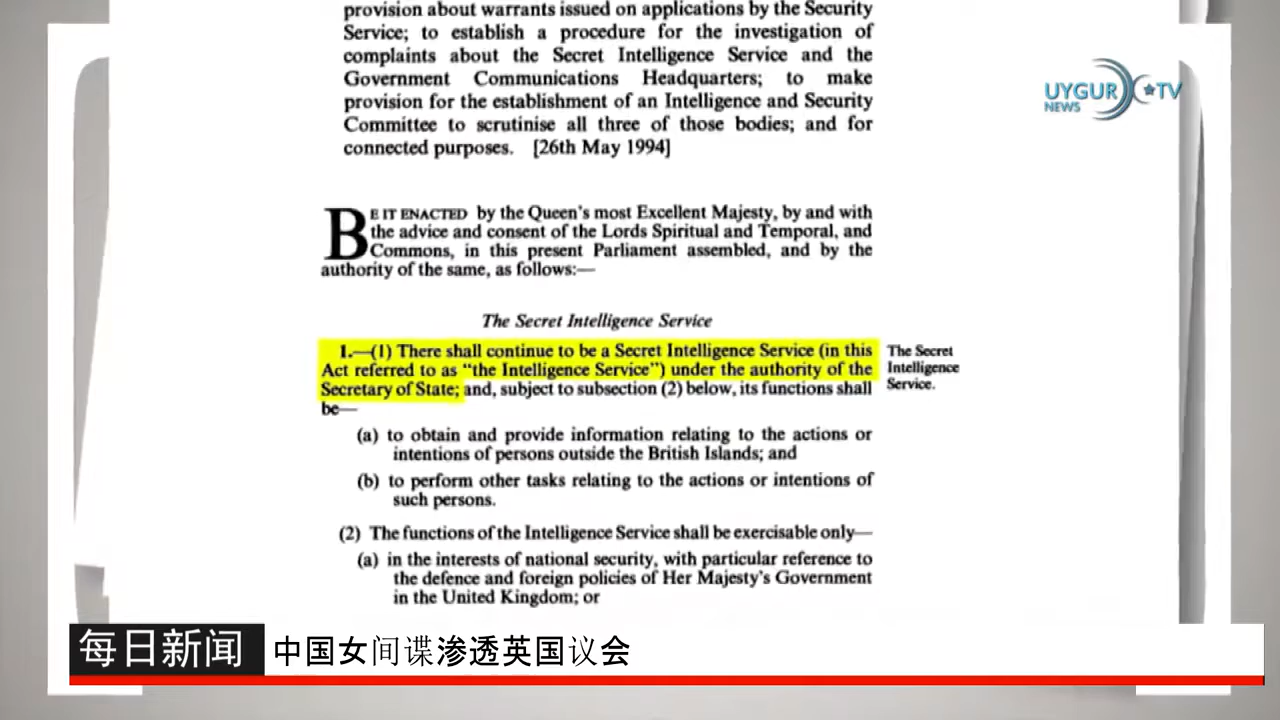 provision about warrants issued on applications by the Security
Service; to establish a procedure for the investigation of
complaints about the Secret Intelligence Service and the
Government Communications Headquarters; to make
provision for the establishment of an Intelligence and Security
Committee to scrutinise all three of those bodies; and for
connected purposes. [26th May 1994]
UYGUR TV
NEWS
BE IT ENACTED by the Queen's most Excellent Majesty, by and with
the advice and consent of the Lords Spiritual and Temporal, and
Commons, in this present Parliament assembled, and by the
authority of the same, as follows:—
The Secret Intelligence Service
1.—(1) There shall continue to be a Secret Intelligence Service (in this
Act referred to as “the Intelligence Service”) under the authority of the
Secretary of State; and, subject to subsection (2) below, its functions shall
be—
The Secret
Intelligence
Service.
(a) to obtain and provide information relating to the actions or
intentions of persons outside the British Islands; and
(b) to perform other tasks relating to the actions or intentions of
such persons.
(2) The functions of the Intelligence Service shall be exercisable only—
(a) in the interests of national security, with particular reference to
the defence and foreign policies of Her Majesty's Government
in the United Kingdom; or
每日新闻 中国女间谍渗透英国议会